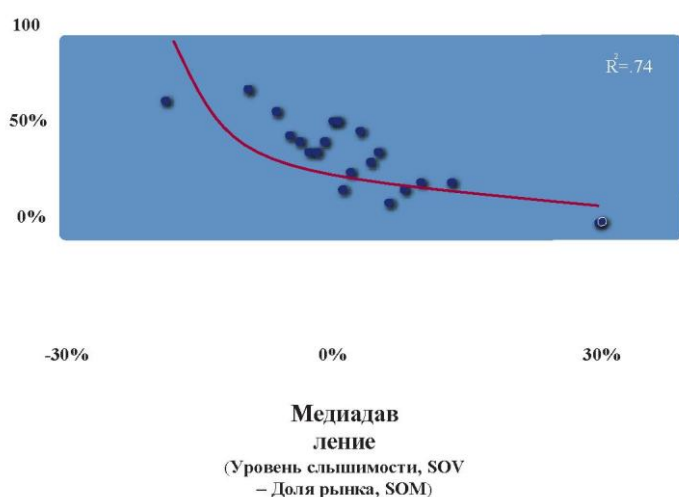 100
R²=.74
50%
0%
-30% 0% 30%
Медиадав
ление
(Уровень слышимости, SOV
– Доля рынка, SOM)